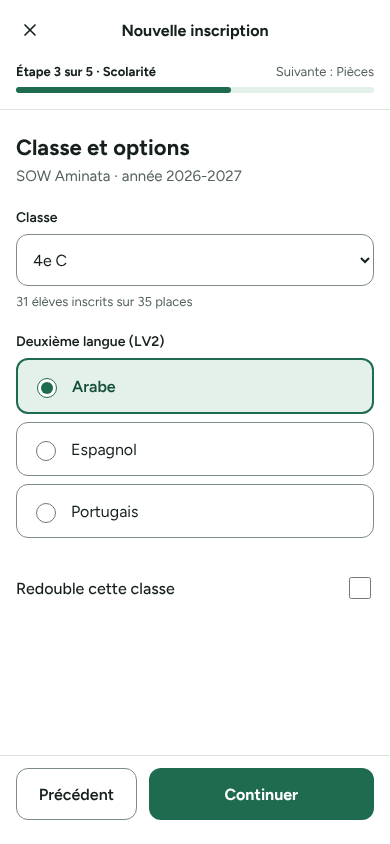 Nouvelle inscription
Étape 3 sur 5 · Scolarité
Suivante : Pièces
Classe et options
SOW Aminata · année 2026-2027
Classe
4e C
31 élèves inscrits sur 35 places
Deuxième langue (LV2)
Arabe
Espagnol
Portugais
Redouble cette classe
Précédent
Continuer